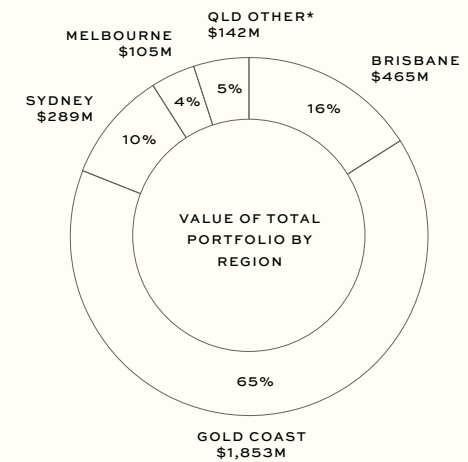 QLD OTHER*
$142M
MELBOURNE
$105M
BRISBANE
$465M
SYDNEY
$289M
5%
4%
16%
10%
VALUE OF TOTAL
PORTFOLIO BY
REGION
65%
GOLD COAST
$1,853M